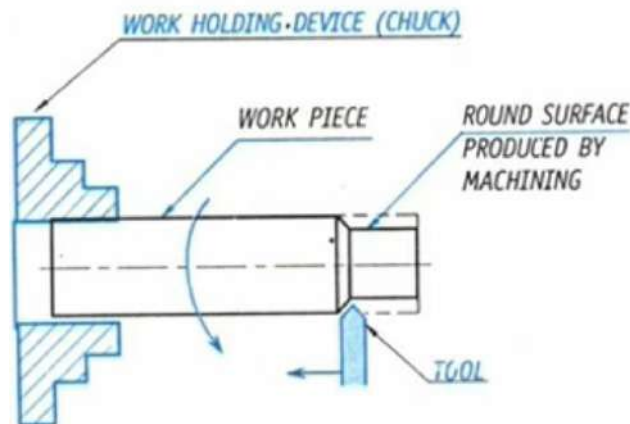 WORK HOLDING·DEVICE (CHUCK)
WORK PIECE
ROUND SURFACE
PRODUCED BY
MACHINING
TOOL